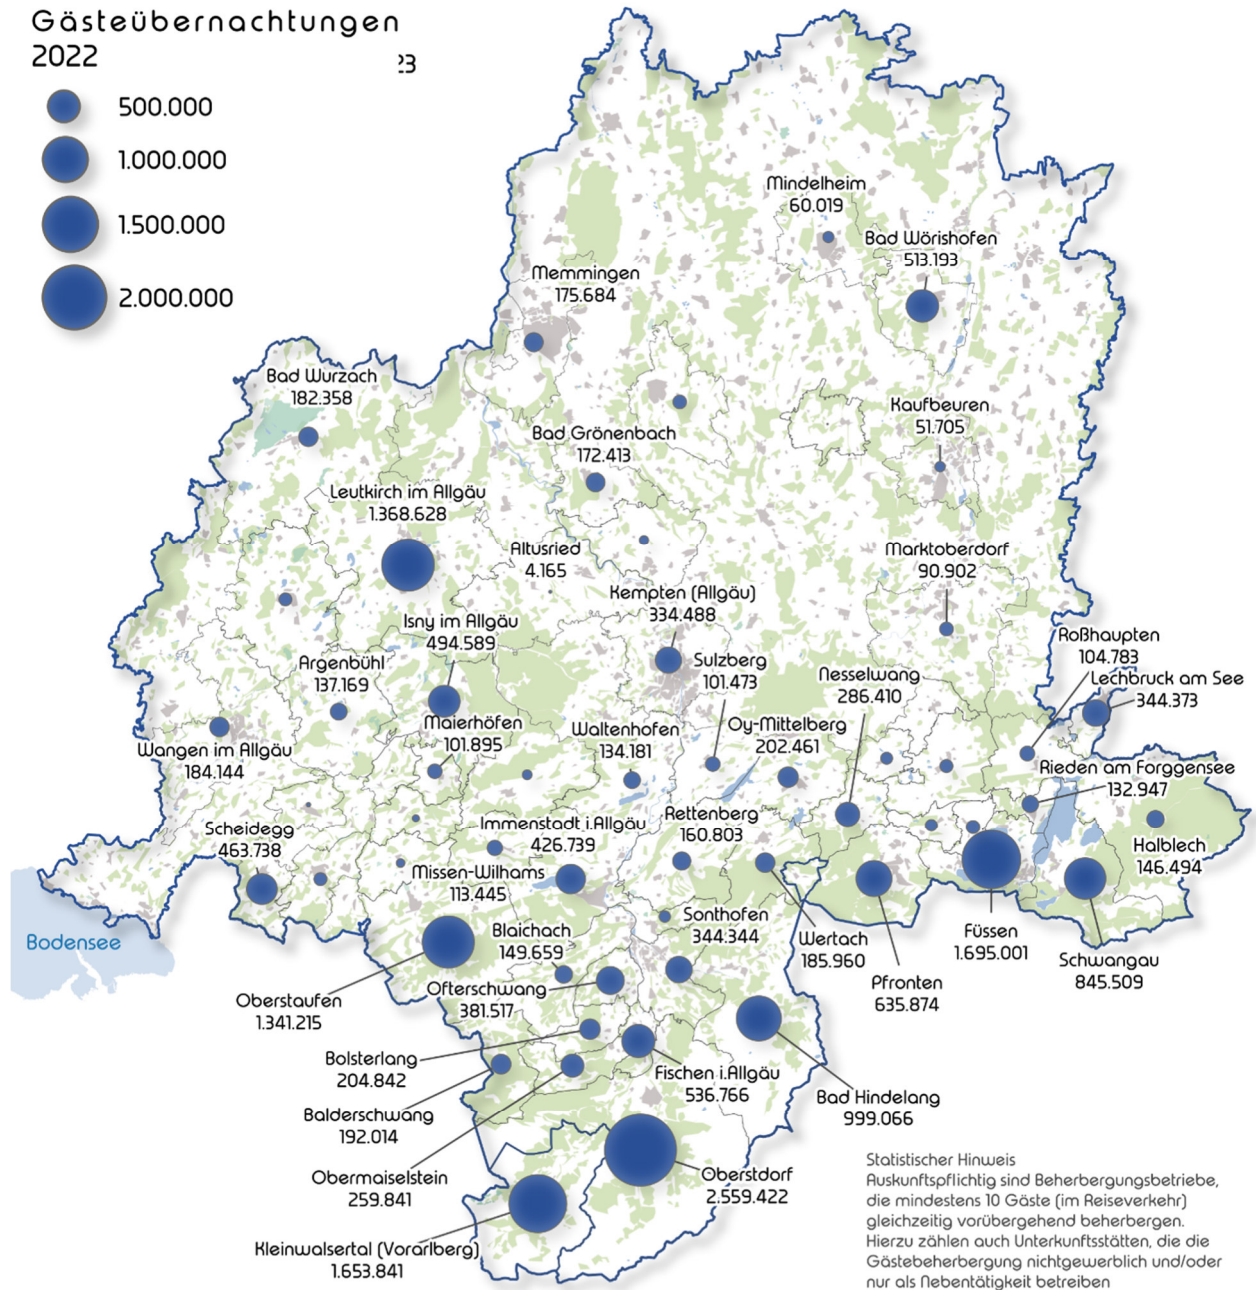 Gästeübernachtungen
2022
23
500.000
1.000.000
1.500.000
2.000.000
Mindelheim
60.019
Bad Wörishofen
513.193
Memmingen
175.684
Bad Wurzach
182.358
Kaufbeuren
51.705
Bad Grönenbach
172.413
Leutkirch im Allgäu
1.368.628
Altusried
4.165
Marktoberdorf
90.902
Kempten (Allgäu)
334.488
Isny im Allgäu
494.589
Roßhaupten
104.783
Argenbühl
137.169
Sulzberg
101.473
Nesselwang
286.410
Lechbruck am See
344.373
Maierhöfen
101.895
Waltenhofen
134.181
Oy-Mittelberg
202.461
Wangen im Allgäu
184.144
Rieden am Forggensee
132.947
Scheidegg
463.738
Immenstadt i.Allgäu
426.739
Rettenberg
160.803
Halblech
146.494
Missen-Wilhams
113.445
Sonthofen
344.344
Blaichach
149.659
Füssen
1.695.001
Wertach
185.960
Bodensee
Schwangau
845.509
Pfronten
635.874
Ofterschwang
381.517
Oberstaufen
1.341.215
Bolsterlang
204.842
Fischen i.Allgäu
536.766
Bad Hindelang
999.066
Balderschwang
192.014
Obermaiselstein
259.841
Oberstdorf
2.559.422
Kleinwalsertal (Vorarlberg)
1.653.841
Statistischer Hinweis
Auskunftspflichtig sind Beherbergungsbetriebe,
die mindestens 10 Gäste (im Reiseverkehr)
gleichzeitig vorübergehend beherbergen.
Hierzu zählen auch Unterkunftsstätten, die die
Gästebeherbergung nichtgewerblich und/oder
nur als Nebentätigkeit betreiben